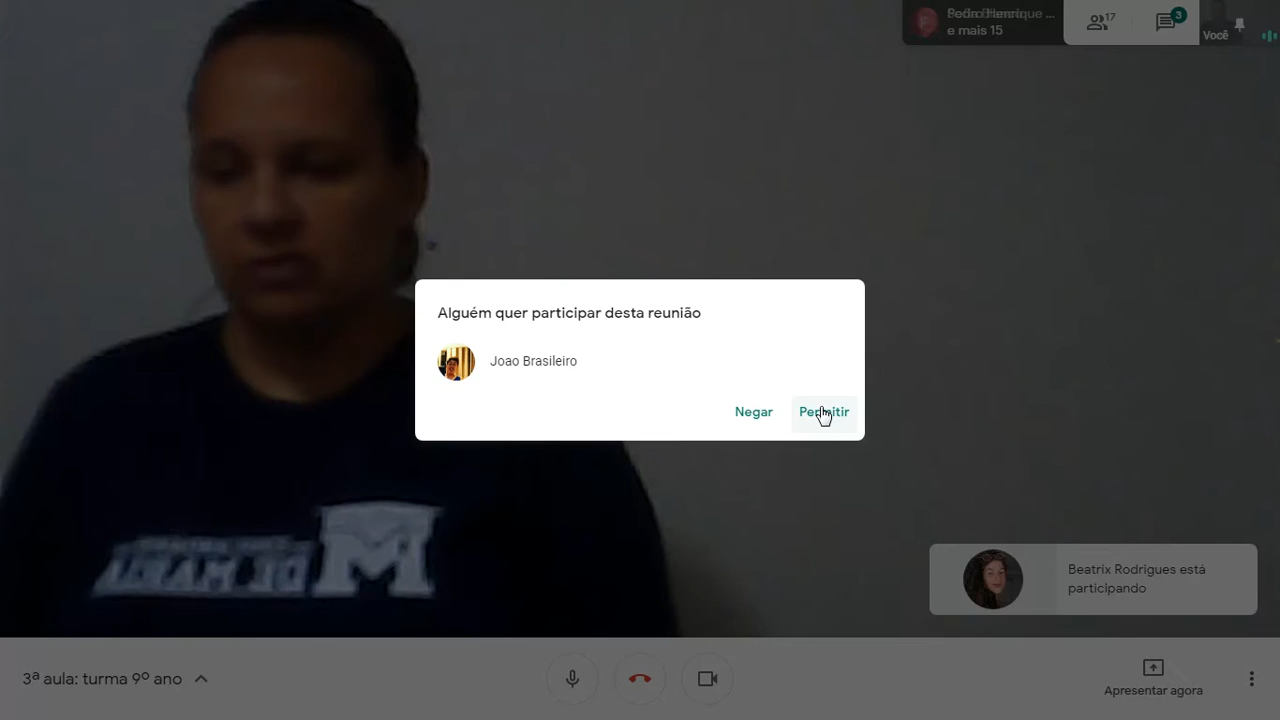 e mais 15
17
3
Você
Alguém quer participar desta reunião
Joao Brasileiro
Negar
Permitir
Beatrix Rodrigues está
participando
3ª aula: turma 9º ano
Apresentar agora